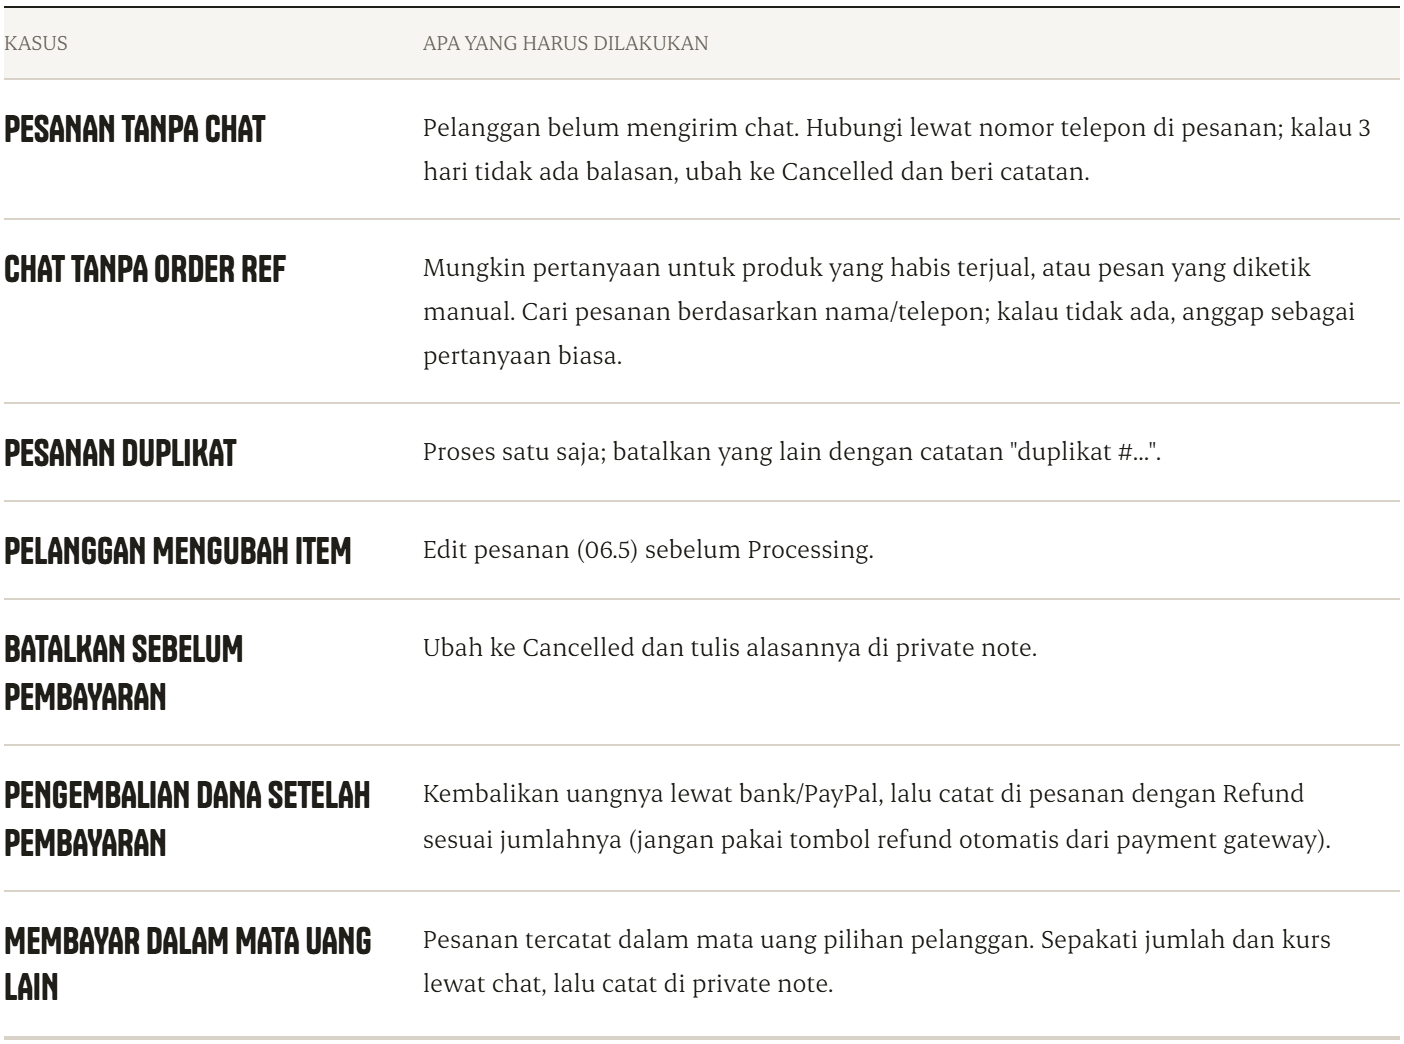 KASUS
APA YANG HARUS DILAKUKAN
PESANAN TANPA CHAT
Pelanggan belum mengirim chat. Hubungi lewat nomor telepon di pesanan; kalau 3
hari tidak ada balasan, ubah ke Cancelled dan beri catatan.
CHAT TANPA ORDER REF
Mungkin pertanyaan untuk produk yang habis terjual, atau pesan yang diketik
manual. Cari pesanan berdasarkan nama/telepon; kalau tidak ada, anggap sebagai
pertanyaan biasa.
PESANAN DUPLIKAT
Proses satu saja; batalkan yang lain dengan catatan "duplikat #...".
PELANGGAN MENGUBAH ITEM
Edit pesanan (06.5) sebelum Processing.
BATALKAN SEBELUM
PEMBAYARAN
Ubah ke Cancelled dan tulis alasannya di private note.
PENGEMBALIAN DANA SETELAH
PEMBAYARAN
Kembalikan uangnya lewat bank/PayPal, lalu catat di pesanan dengan Refund
sesuai jumlahnya (jangan pakai tombol refund otomatis dari payment gateway).
MEMBAYAR DALAM MATA UANG
LAIN
Pesanan tercatat dalam mata uang pilihan pelanggan. Sepakati jumlah dan kurs
lewat chat, lalu catat di private note.